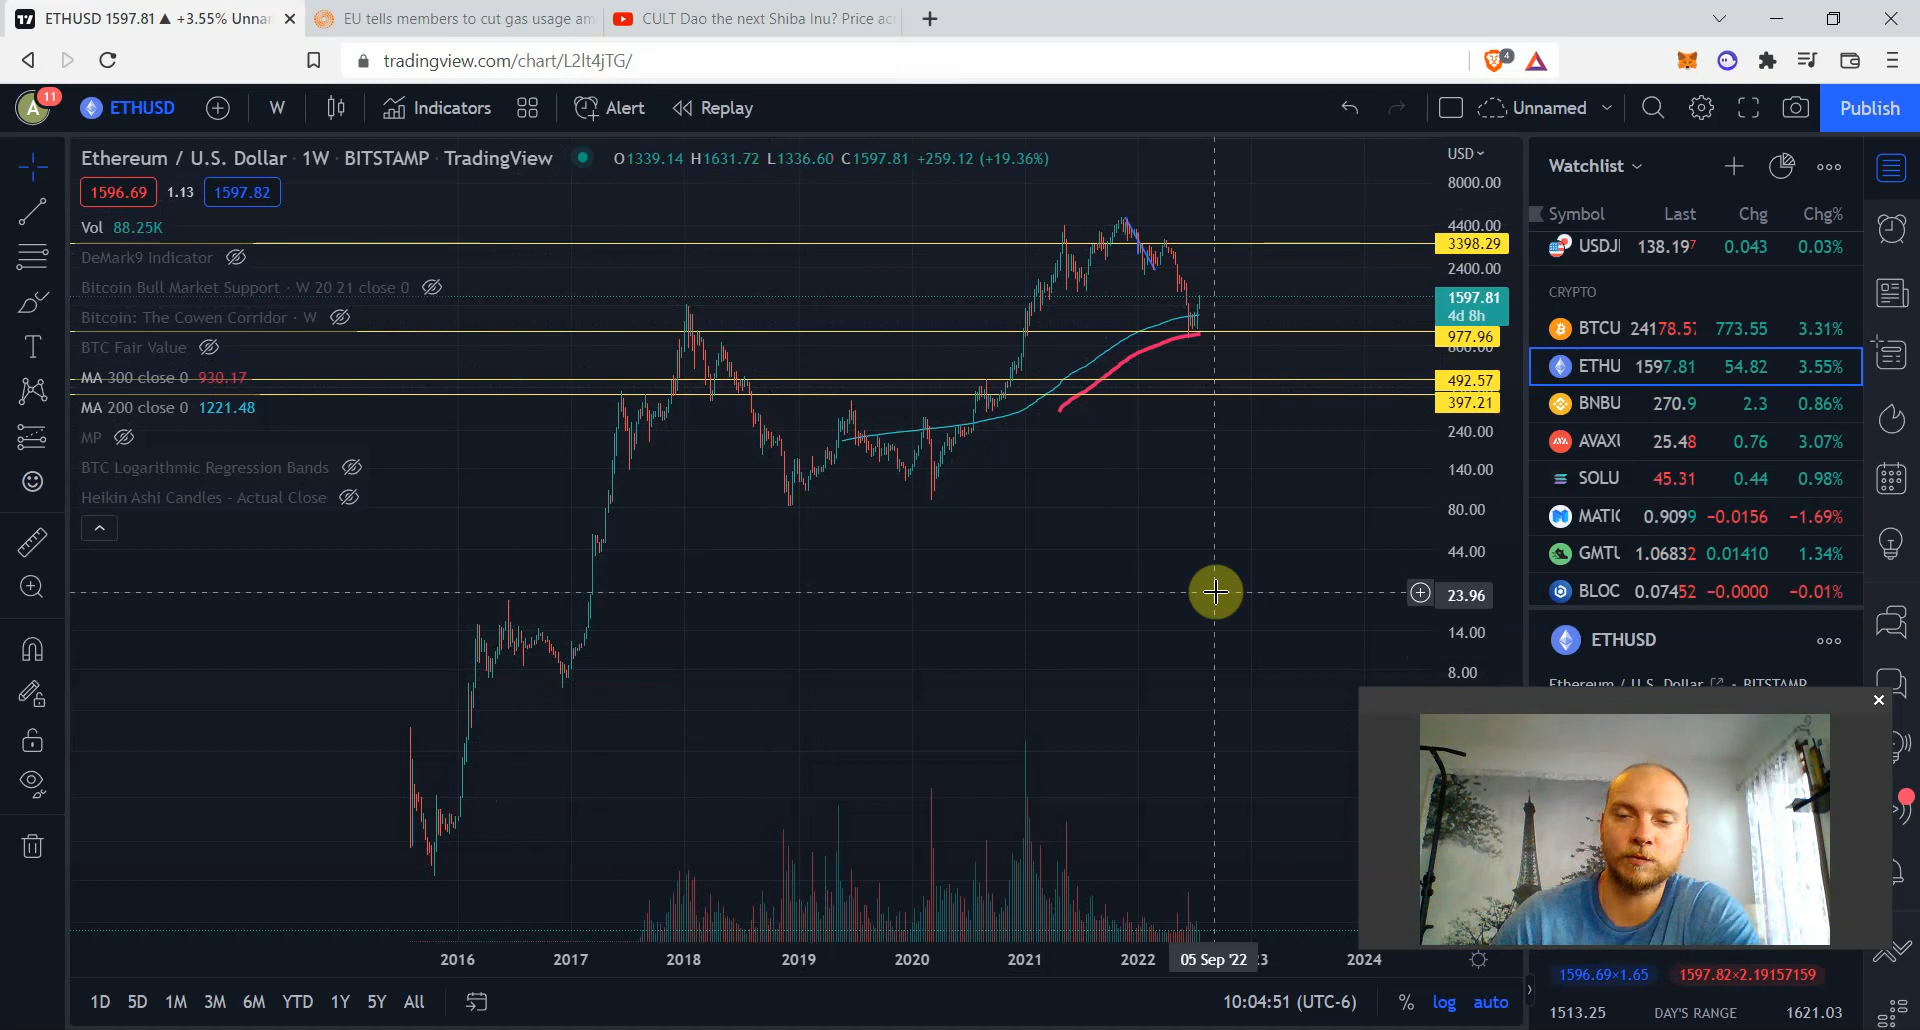 ETHUSD 1597.81 ▲ +3.55% Unnar
EU tells members to cut gas usage am
CULT Dao the next Shiba Inu? Price ac
tradingview.com/chart/L2lt4jTG/
4
A
11
ETHUSD
W
Indicators
Alert
Replay
Unnamed
Publish
Ethereum / U.S. Dollar · 1W · BITSTAMP · TradingView
O1339.14 H1631.72 L1336.60 C1597.81 +259.12 (+19.36%)
1596.69 1.13 1597.82
Vol 88.25K
DeMark9 Indicator
Bitcoin Bull Market Support · W 20 21 close 0
Bitcoin: The Cowen Corridor · W
BTC Fair Value
MA 300 close 0 930.17
MA 200 close 0 1221.48
MP
BTC Logarithmic Regression Bands
Heikin Ashi Candles - Actual Close
USD
8000.00
4400.00
3398.29
2400.00
1597.81
4d 8h
977.96
492.57
397.21
240.00
140.00
80.00
44.00
23.96
14.00
8.00
2016 2017 2018 2019 2020 2021 2022 05 Sep '22 23 2024
1D 5D 1M 3M 6M YTD 1Y 5Y All
10:04:51 (UTC-6) % log auto
Watchlist
Symbol Last Chg Chg%
USDJ 138.197 0.043 0.03%
CRYPTO
BTCU 24178.57 773.55 3.31%
ETHU 1597.81 54.82 3.55%
BNBU 270.9 2.3 0.86%
AVAXU 25.48 0.76 3.07%
SOLU 45.31 0.44 0.98%
MATIC 0.9099 −0.0156 −1.69%
GMTU 1.06832 0.01410 1.34%
BLOC 0.07452 −0.0000 −0.01%
ETHUSD
Ethereum / U.S. Dollar · BITSTAMP
1596.69×1.65 1597.82×2.19157159
1513.25 DAY'S RANGE 1621.03